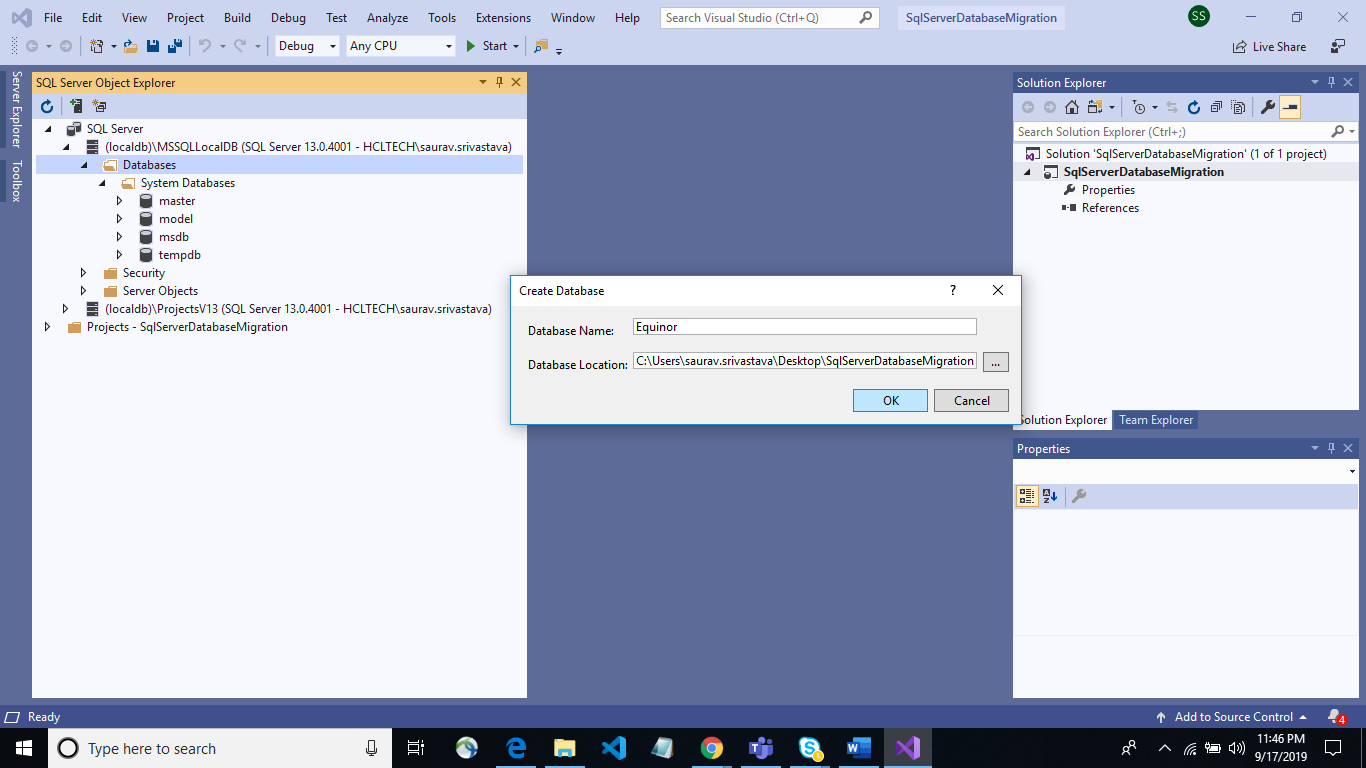 File Edit View Project Build Debug Test Analyze Tools Extensions Window Help Search Visual Studio (Ctrl+Q) SqlServerDatabaseMigration SS
Debug Any CPU Start Live Share
Server Explorer
Toolbox
SQL Server Object Explorer
SQL Server
(localdb)\MSSQLLocalDB (SQL Server 13.0.4001 - HCLTECH\saurav.srivastava)
Databases
System Databases
master
model
msdb
tempdb
Security
Server Objects
(localdb)\ProjectsV13 (SQL Server 13.0.4001 - HCLTECH\saurav.srivastava)
Projects - SqlServerDatabaseMigration
Create Database
?
Database Name: Equinor
Database Location: C:\Users\saurav.srivastava\Desktop\SqlServerDatabaseMigration ...
OK Cancel
Solution Explorer
Search Solution Explorer (Ctrl+;)
Solution 'SqlServerDatabaseMigration' (1 of 1 project)
SqlServerDatabaseMigration
Properties
References
Solution Explorer Team Explorer
Properties
Ready Add to Source Control 4
Type here to search
11:46 PM
9/17/2019